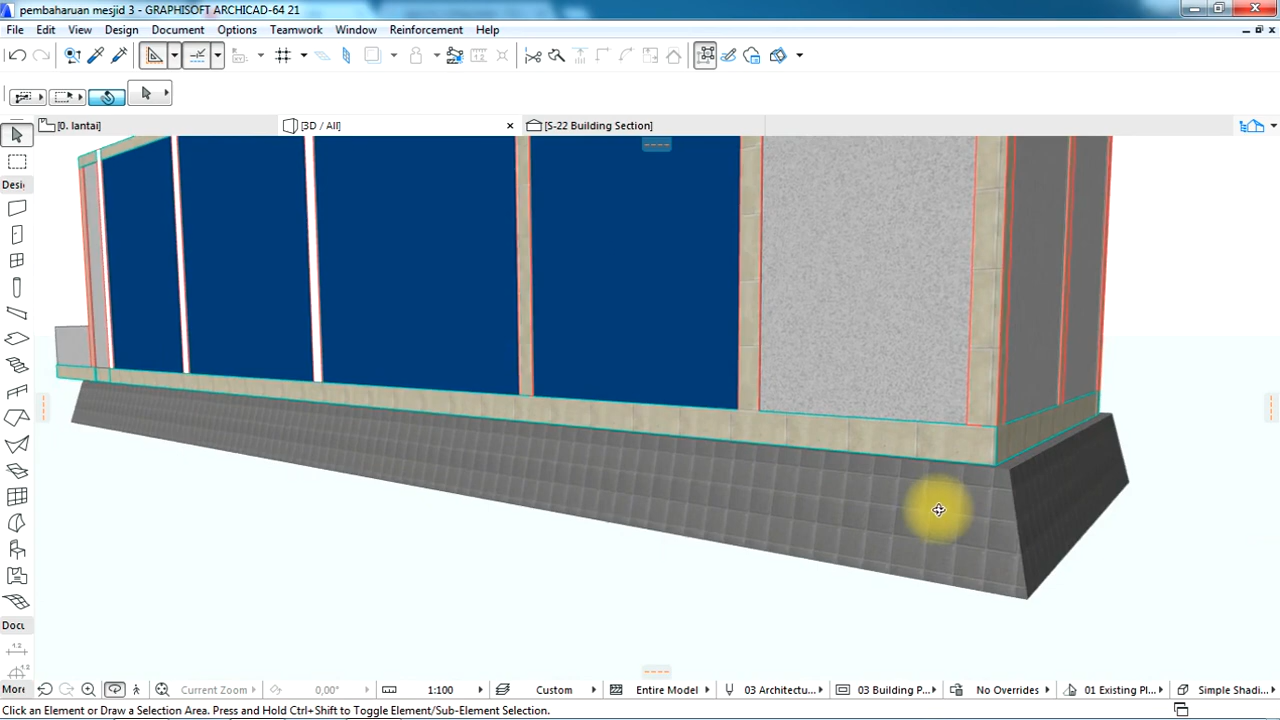 pembaharuan mesjid 3 - GRAPHISOFT ARCHICAD-64 21
File Edit View Design Document Options Teamwork Window Reinforcement Help
[0. lantai] [3D / All] [S-22 Building Section]
Desi
Docu
1.2
More
Current Zoom 0,00° 1:100 Custom Entire Model 03 Architectu... 03 Building P... No Overrides 01 Existing Pl... Simple Shadi...
Click an Element or Draw a Selection Area. Press and Hold Ctrl+Shift to Toggle Element/Sub-Element Selection.